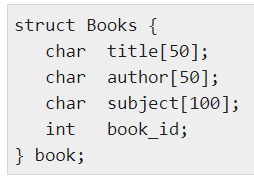 struct Books {
   char  title[50];
   char  author[50];
   char  subject[100];
   int   book_id;
} book;